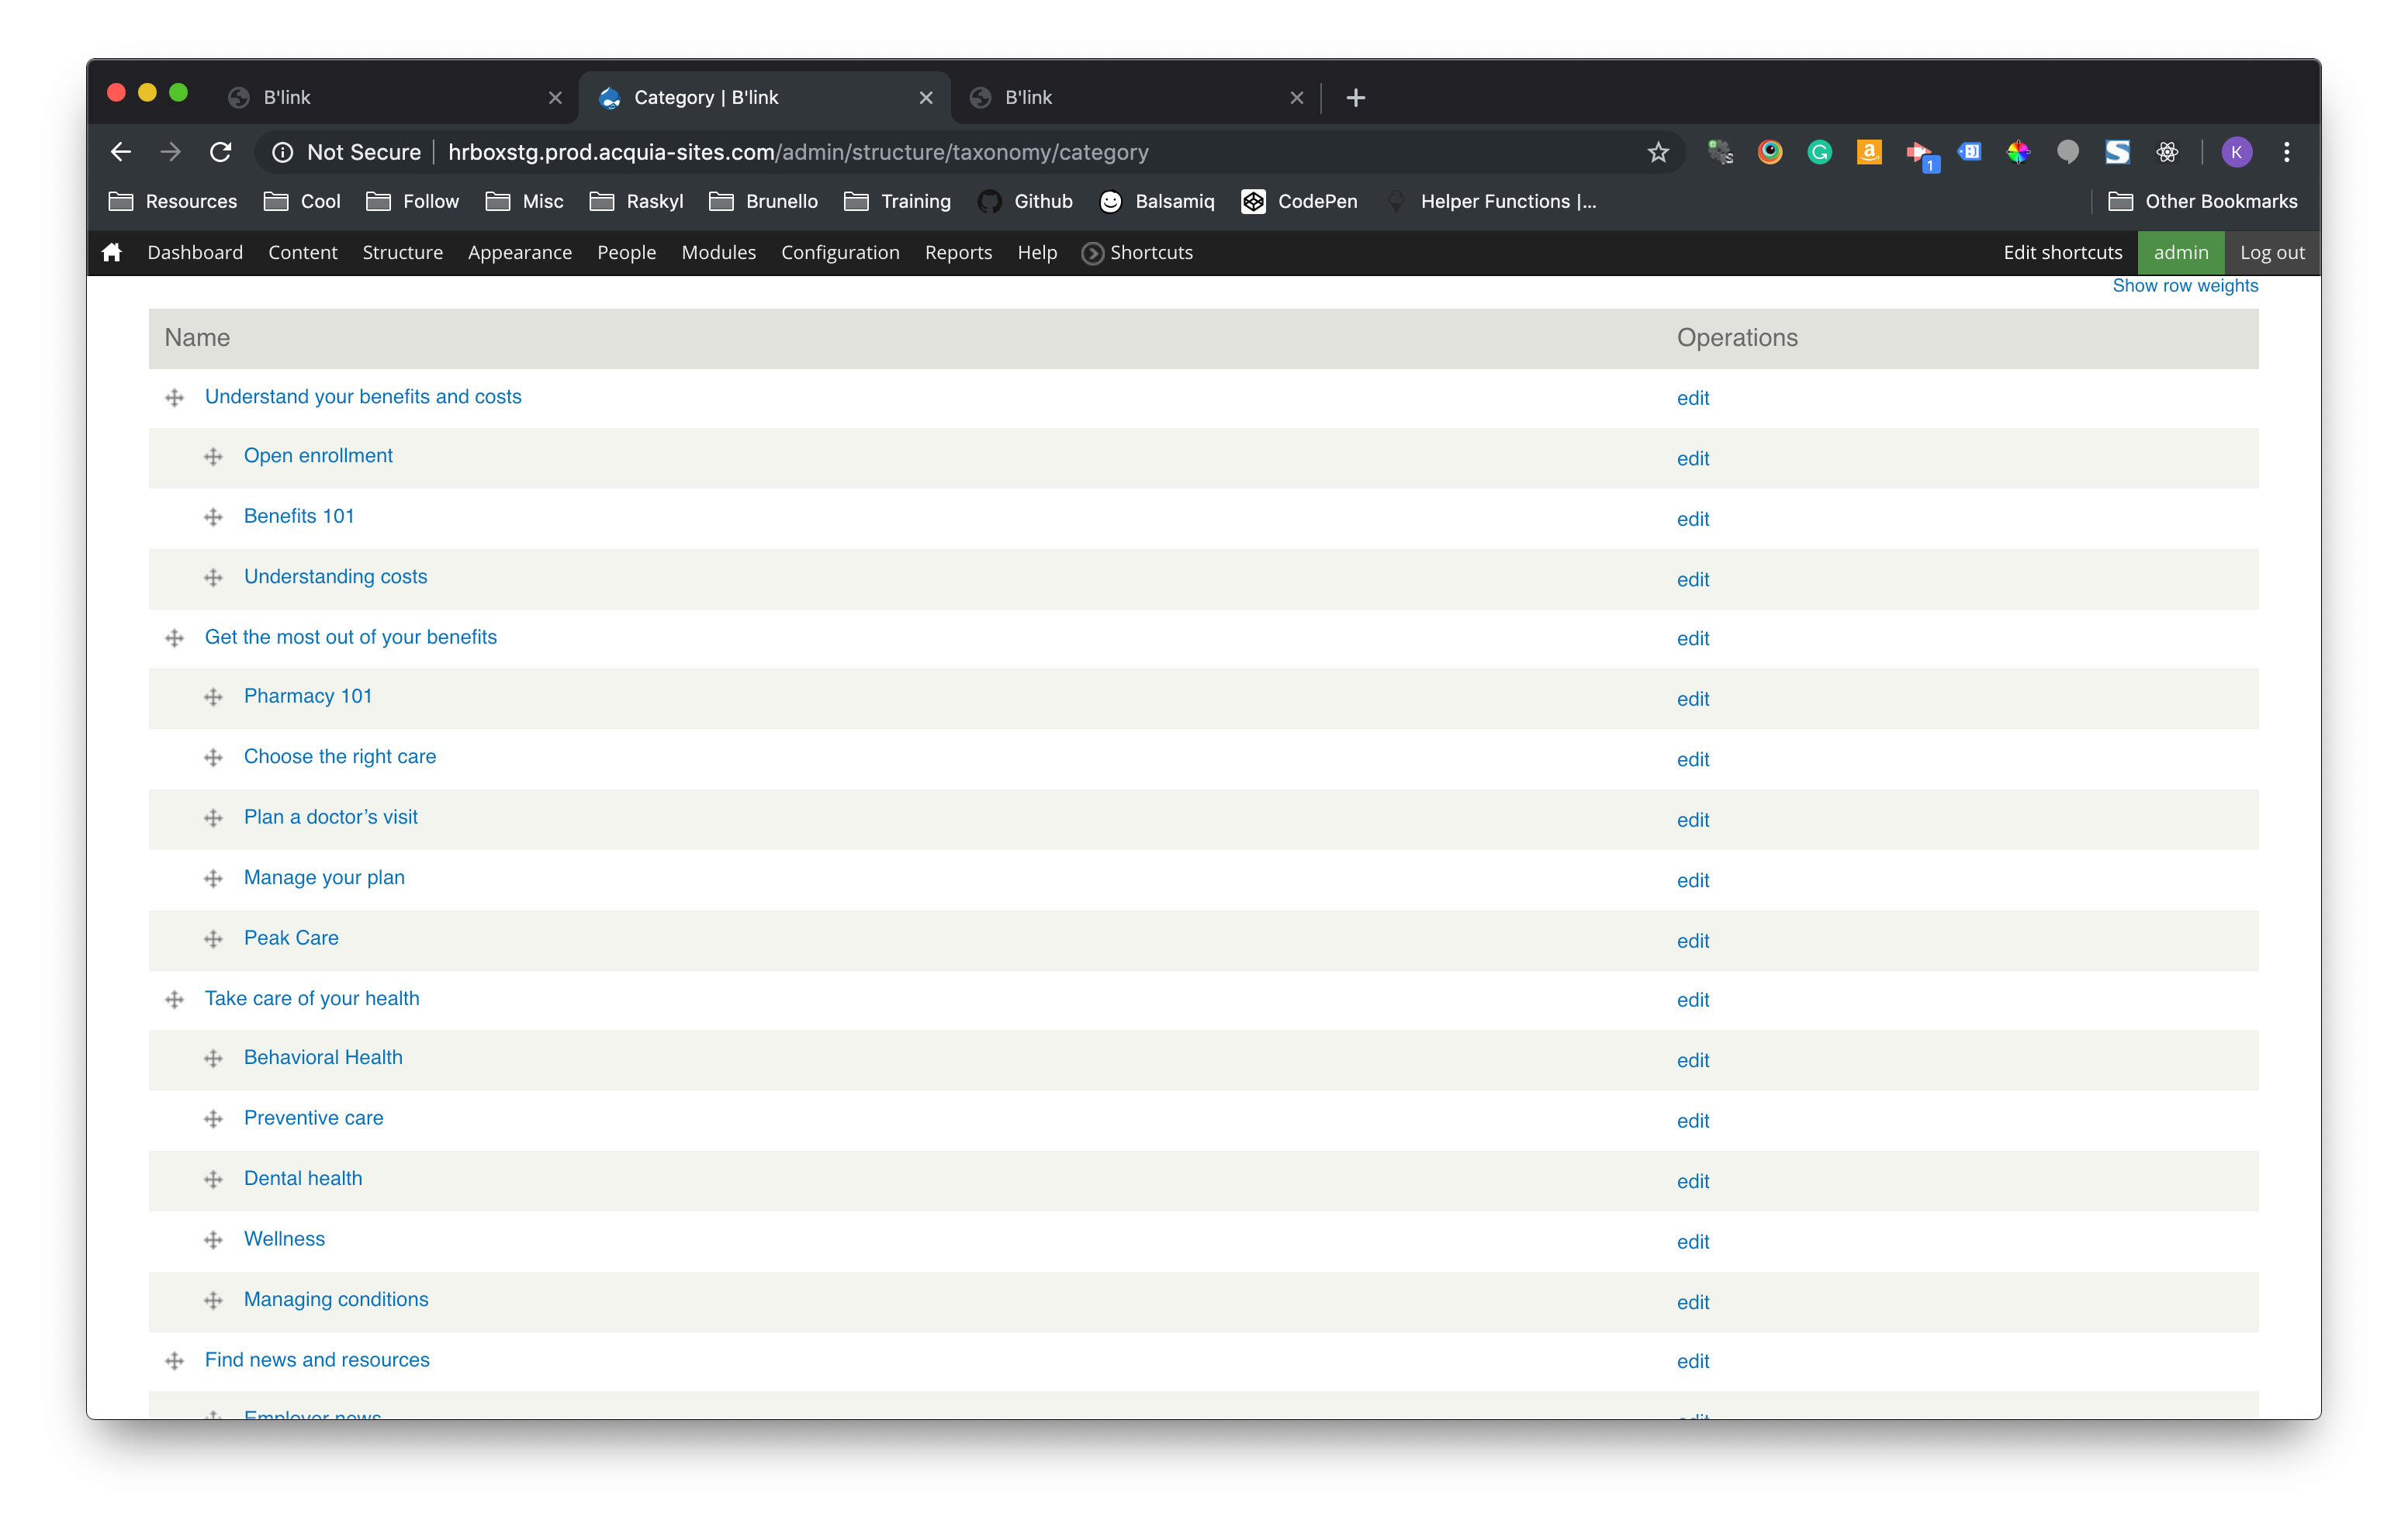 B'link
Category | B'link
B'link
Not Secure
hrboxstg.prod.acquia-sites.com/admin/structure/taxonomy/category
1
K
Resources Cool Follow Misc Raskyl Brunello Training Github Balsamiq CodePen Helper Functions |... Other Bookmarks
Dashboard Content Structure Appearance People Modules Configuration Reports Help Shortcuts Edit shortcuts admin Log out
Show row weights
Name Operations
Understand your benefits and costs edit
Open enrollment edit
Benefits 101 edit
Understanding costs edit
Get the most out of your benefits edit
Pharmacy 101 edit
Choose the right care edit
Plan a doctor’s visit edit
Manage your plan edit
Peak Care edit
Take care of your health edit
Behavioral Health edit
Preventive care edit
Dental health edit
Wellness edit
Managing conditions edit
Find news and resources edit
Employer news edit